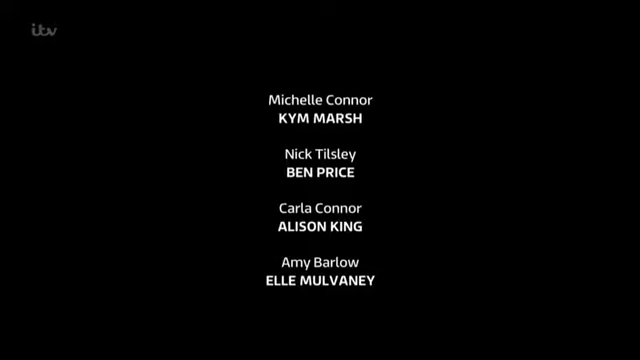 itv
Michelle Connor
KYM MARSH
Nick Tilsley
BEN PRICE
Carla Connor
ALISON KING
Amy Barlow
ELLE MULVANEY